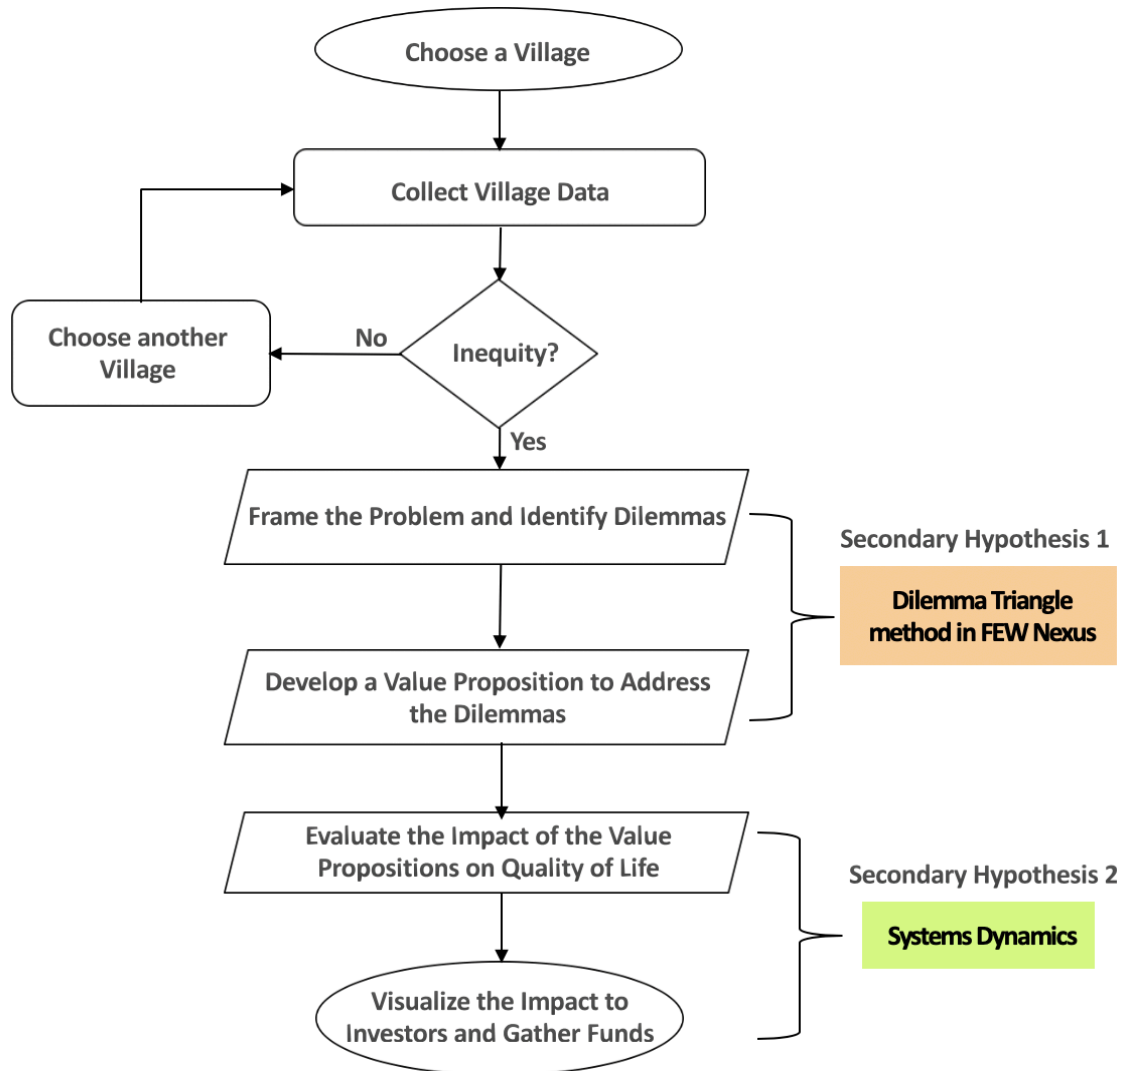 Choose a Village
Collect Village Data
Choose another
Village
No
Inequity?
Yes
Frame the Problem and Identify Dilemmas
Secondary Hypothesis 1
Dilemma Triangle
method in FEW Nexus
Develop a Value Proposition to Address
the Dilemmas
Evaluate the Impact of the Value
Propositions on Quality of Life
Secondary Hypothesis 2
Systems Dynamics
Visualize the Impact to
Investors and Gather Funds